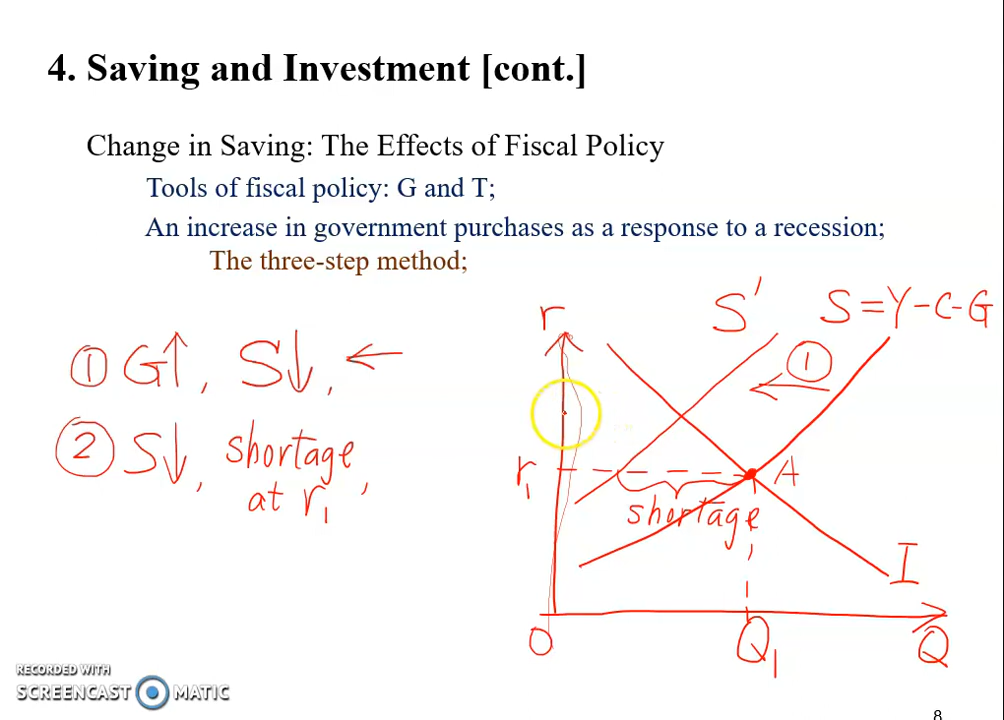 4. Saving and Investment [cont.]
Change in Saving: The Effects of Fiscal Policy
Tools of fiscal policy: G and T;
An increase in government purchases as a response to a recession;
The three-step method;
① G↑, S↓, ←
② S↓, shortage
at r₁,
r
S'
S=Y-C-G
①
r₁
A
shortage
I
O
Q₁
Q
RECORDED WITH
SCREENCAST MATIC
8